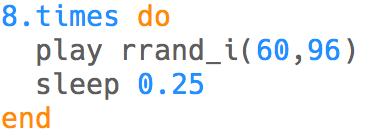 8.times do
  play rrand_i(60,96)
  sleep 0.25
end